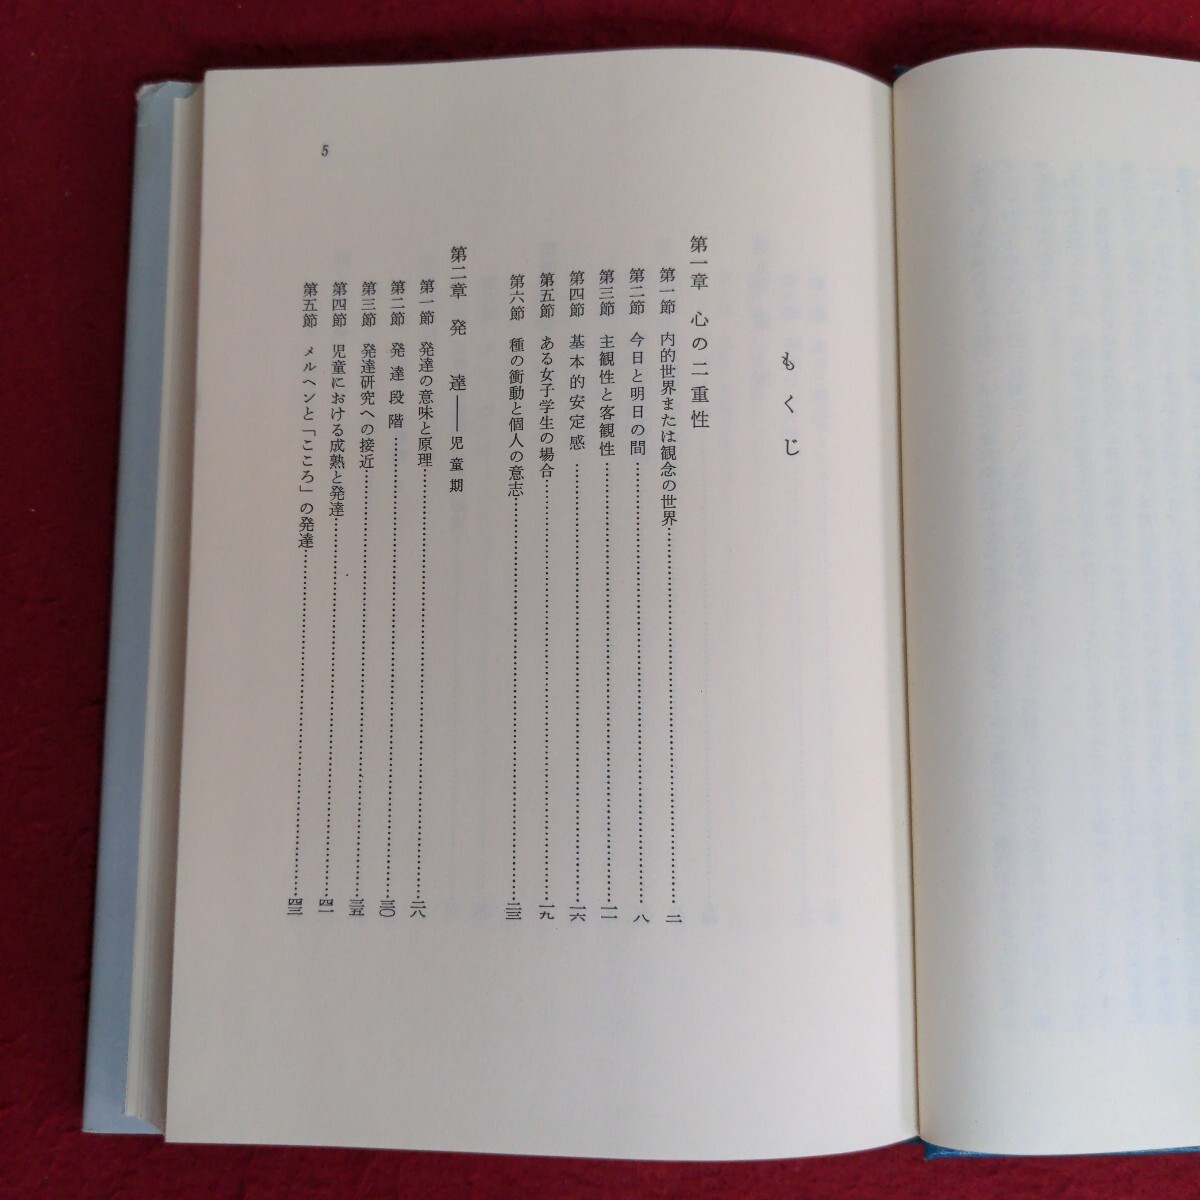 もくじ
第一章 心の二重性
第一節 内的世界または観念の世界……二
第二節 今日と明日の間……八
第三節 主観性と客観性……一一
第四節 基本的安定感……一六
第五節 ある女子学生の場合……一九
第六節 種の衝動と個人の意志……二三
第二章 発達――児童期
第一節 発達の意味と原理……二八
第二節 発達段階……三〇
第三節 発達研究への接近……三五
第四節 児童における成熟と発達……四一
第五節 メルヘンと「こころ」の発達……四三
5